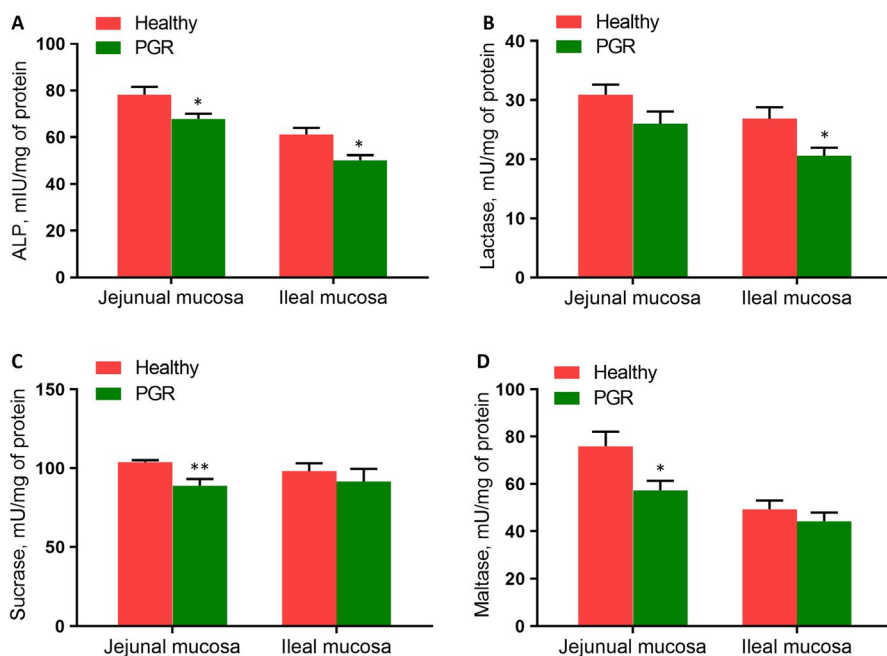 A
Healthy
PGR
ALP, mIU/mg of protein
100
80
60
40
20
0
*
*
Jejunual mucosa
Ileal mucosa
B
Healthy
PGR
Lactase, mU/mg of protein
40
30
20
10
0
*
Jejunual mucosa
Ileal mucosa
C
Healthy
PGR
Sucrase, mU/mg of protein
150
100
50
0
**
Jejunal mucosa
Ileal mucosa
D
Healthy
PGR
Maltase, mU/mg of protein
100
80
60
40
20
0
*
Jejunual mucosa
Ileal mucosa